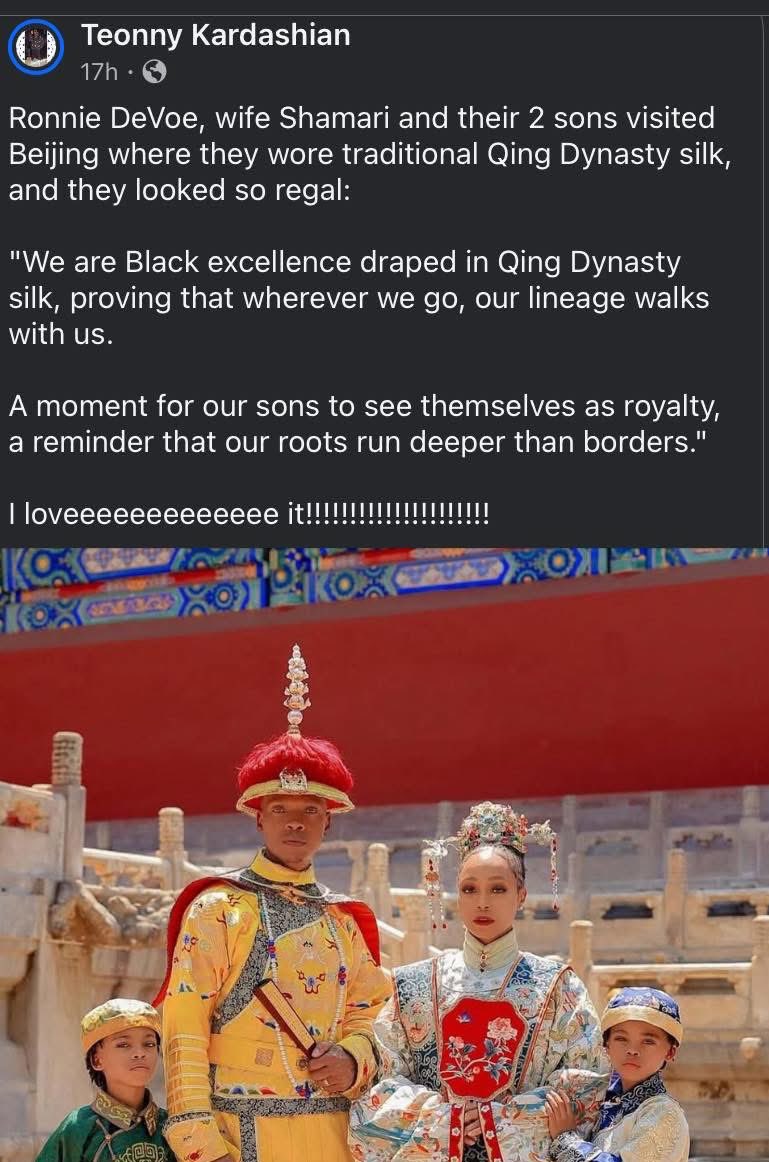 Teonny Kardashian
17h ·
Ronnie DeVoe, wife Shamari and their 2 sons visited
Beijing where they wore traditional Qing Dynasty silk,
and they looked so regal:
"We are Black excellence draped in Qing Dynasty
silk, proving that wherever we go, our lineage walks
with us.
A moment for our sons to see themselves as royalty,
a reminder that our roots run deeper than borders."
I loveeeeeeeeeeeeee it!!!!!!!!!!!!!!!!!!!!!